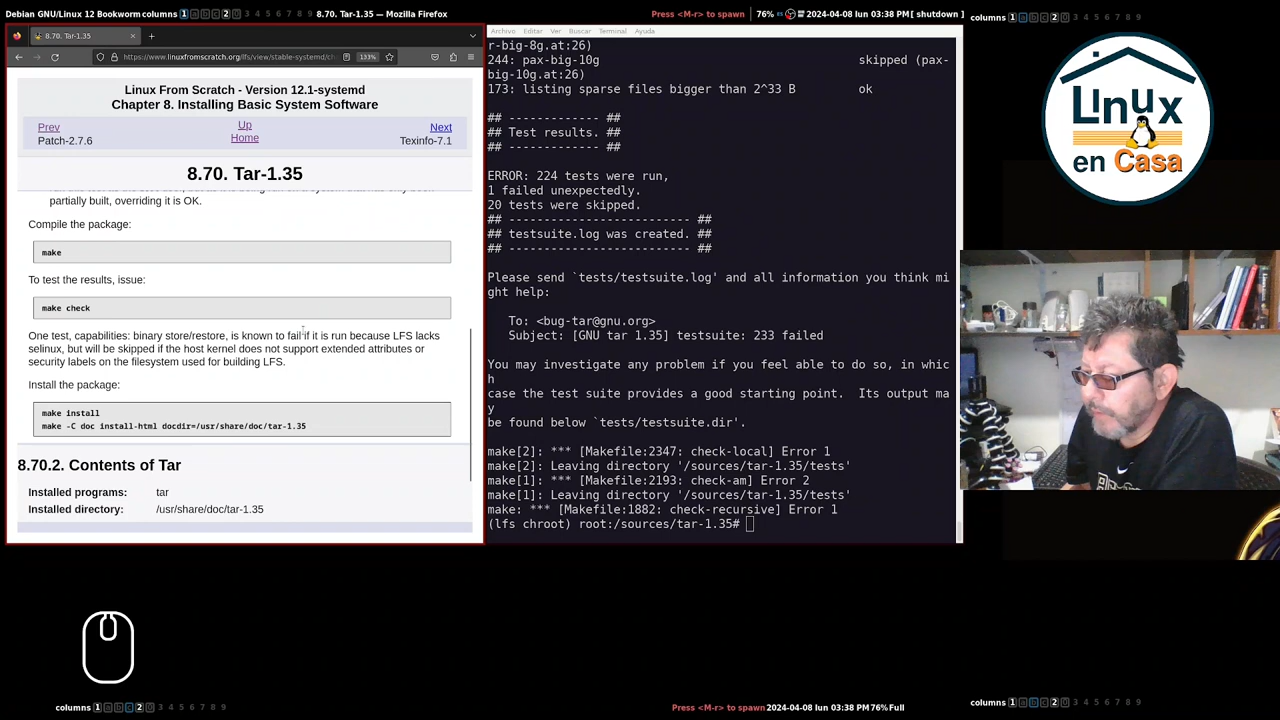 Debian GNU/Linux 12 Bookworm columns 1 a b c 2 0 3 4 5 6 7 8 9 8.70. Tar-1.35 — Mozilla Firefox
Press <M-r> to spawn 76% 2024-04-08 lun 03:38 PM [ shutdown ]
columns 1 a b c 2 0 3 4 5 6 7 8 9
8.70. Tar-1.35
https://www.linuxfromscratch.org/lfs/view/stable-systemd/ch
133%
Linux From Scratch - Version 12.1-systemd
Chapter 8. Installing Basic System Software
Prev Up Next
Patch-2.7.6 Home Texinfo-7.1
8.70. Tar-1.35
partially built, overriding it is OK.
Compile the package:
make
To test the results, issue:
make check
One test, capabilities: binary store/restore, is known to fail if it is run because LFS lacks
selinux, but will be skipped if the host kernel does not support extended attributes or
security labels on the filesystem used for building LFS.
Install the package:
make install
make -C doc install-html docdir=/usr/share/doc/tar-1.35
8.70.2. Contents of Tar
Installed programs: tar
Installed directory: /usr/share/doc/tar-1.35
Archivo Editar Ver Buscar Terminal Ayuda
r-big-8g.at:26)
244: pax-big-10g skipped (pax-
big-10g.at:26)
173: listing sparse files bigger than 2^33 B ok
## ------------- ##
## Test results. ##
## ------------- ##
ERROR: 224 tests were run,
1 failed unexpectedly.
20 tests were skipped.
## -------------------------- ##
## testsuite.log was created. ##
## -------------------------- ##
Please send `tests/testsuite.log' and all information you think mi
ght help:
To: <bug-tar@gnu.org>
Subject: [GNU tar 1.35] testsuite: 233 failed
You may investigate any problem if you feel able to do so, in whic
h
case the test suite provides a good starting point.  Its output ma
y
be found below `tests/testsuite.dir'.
make[2]: *** [Makefile:2347: check-local] Error 1
make[2]: Leaving directory '/sources/tar-1.35/tests'
make[1]: *** [Makefile:2193: check-am] Error 2
make[1]: Leaving directory '/sources/tar-1.35/tests'
make: *** [Makefile:1882: check-recursive] Error 1
(lfs chroot) root:/sources/tar-1.35#
Linux
en Casa
columns 1 a b c 2 0 3 4 5 6 7 8 9
Press <M-r> to spawn 2024-04-08 lun 03:38 PM 76% Full
columns 1 a b c 2 0 3 4 5 6 7 8 9